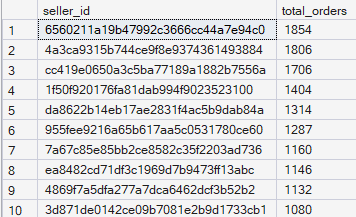 seller_id total_orders
1 6560211a19b47992c3666cc44a7e94c0 1854
2 4a3ca9315b744ce9f8e9374361493884 1806
3 cc419e0650a3c5ba77189a1882b7556a 1706
4 1f50f920176fa81dab994f9023523100 1404
5 da8622b14eb17ae2831f4ac5b9dab84a 1314
6 955fee9216a65b617aa5c0531780ce60 1287
7 7a67c85e85bb2ce8582c35f2203ad736 1160
8 ea8482cd71df3c1969d7b9473ff13abc 1146
9 4869f7a5dfa277a7dca6462dcf3b52b2 1132
10 3d871de0142ce09b7081e2b9d1733cb1 1080